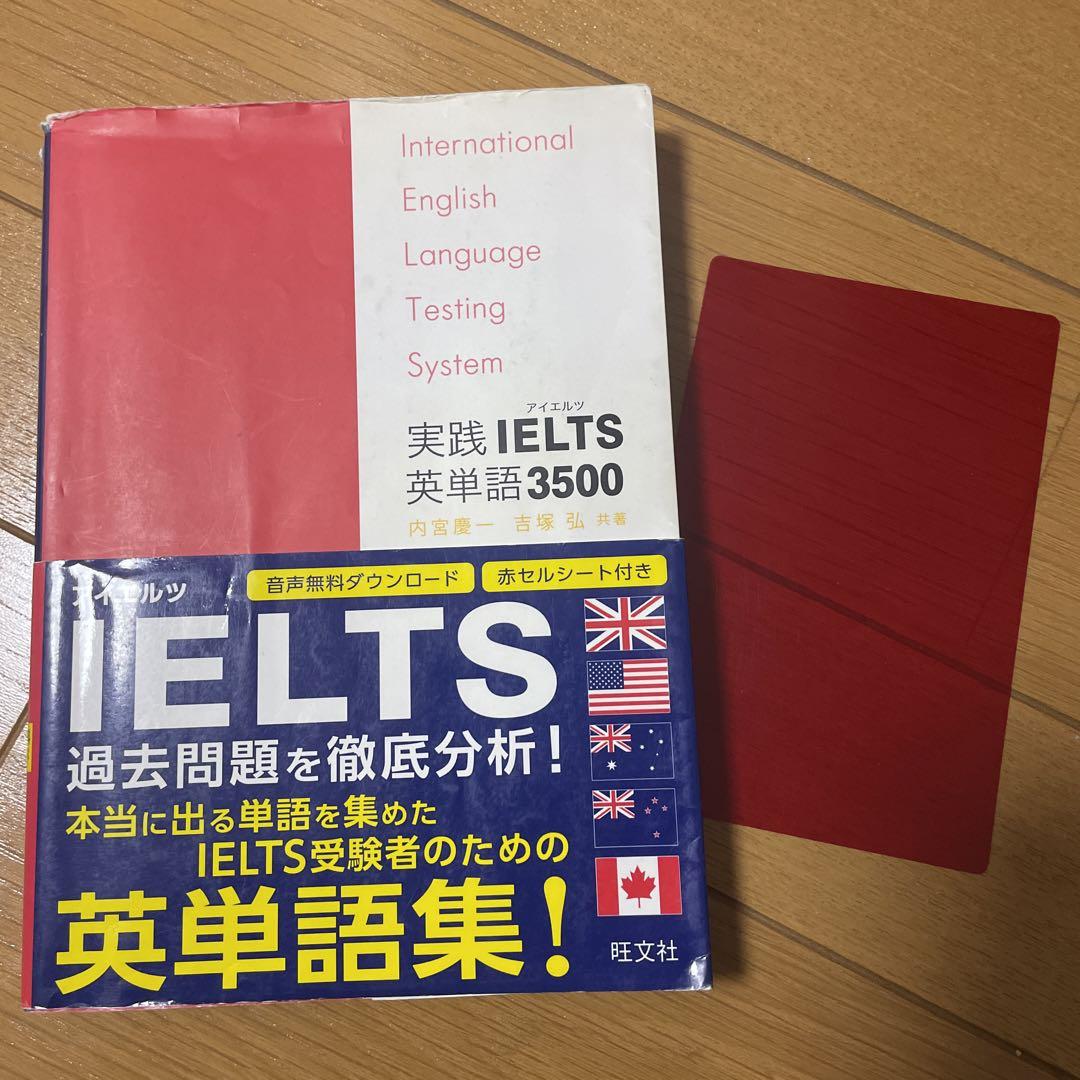 International
English
Language
Testing
System
アイエルツ
実践 IELTS
英単語3500
内宮慶一 吉塚 弘 共著
音声無料ダウンロード 赤セルシート付き
アイエルツ
IELTS
過去問題を徹底分析!
本当に出る単語を集めた
IELTS受験者のための
英単語集!
旺文社